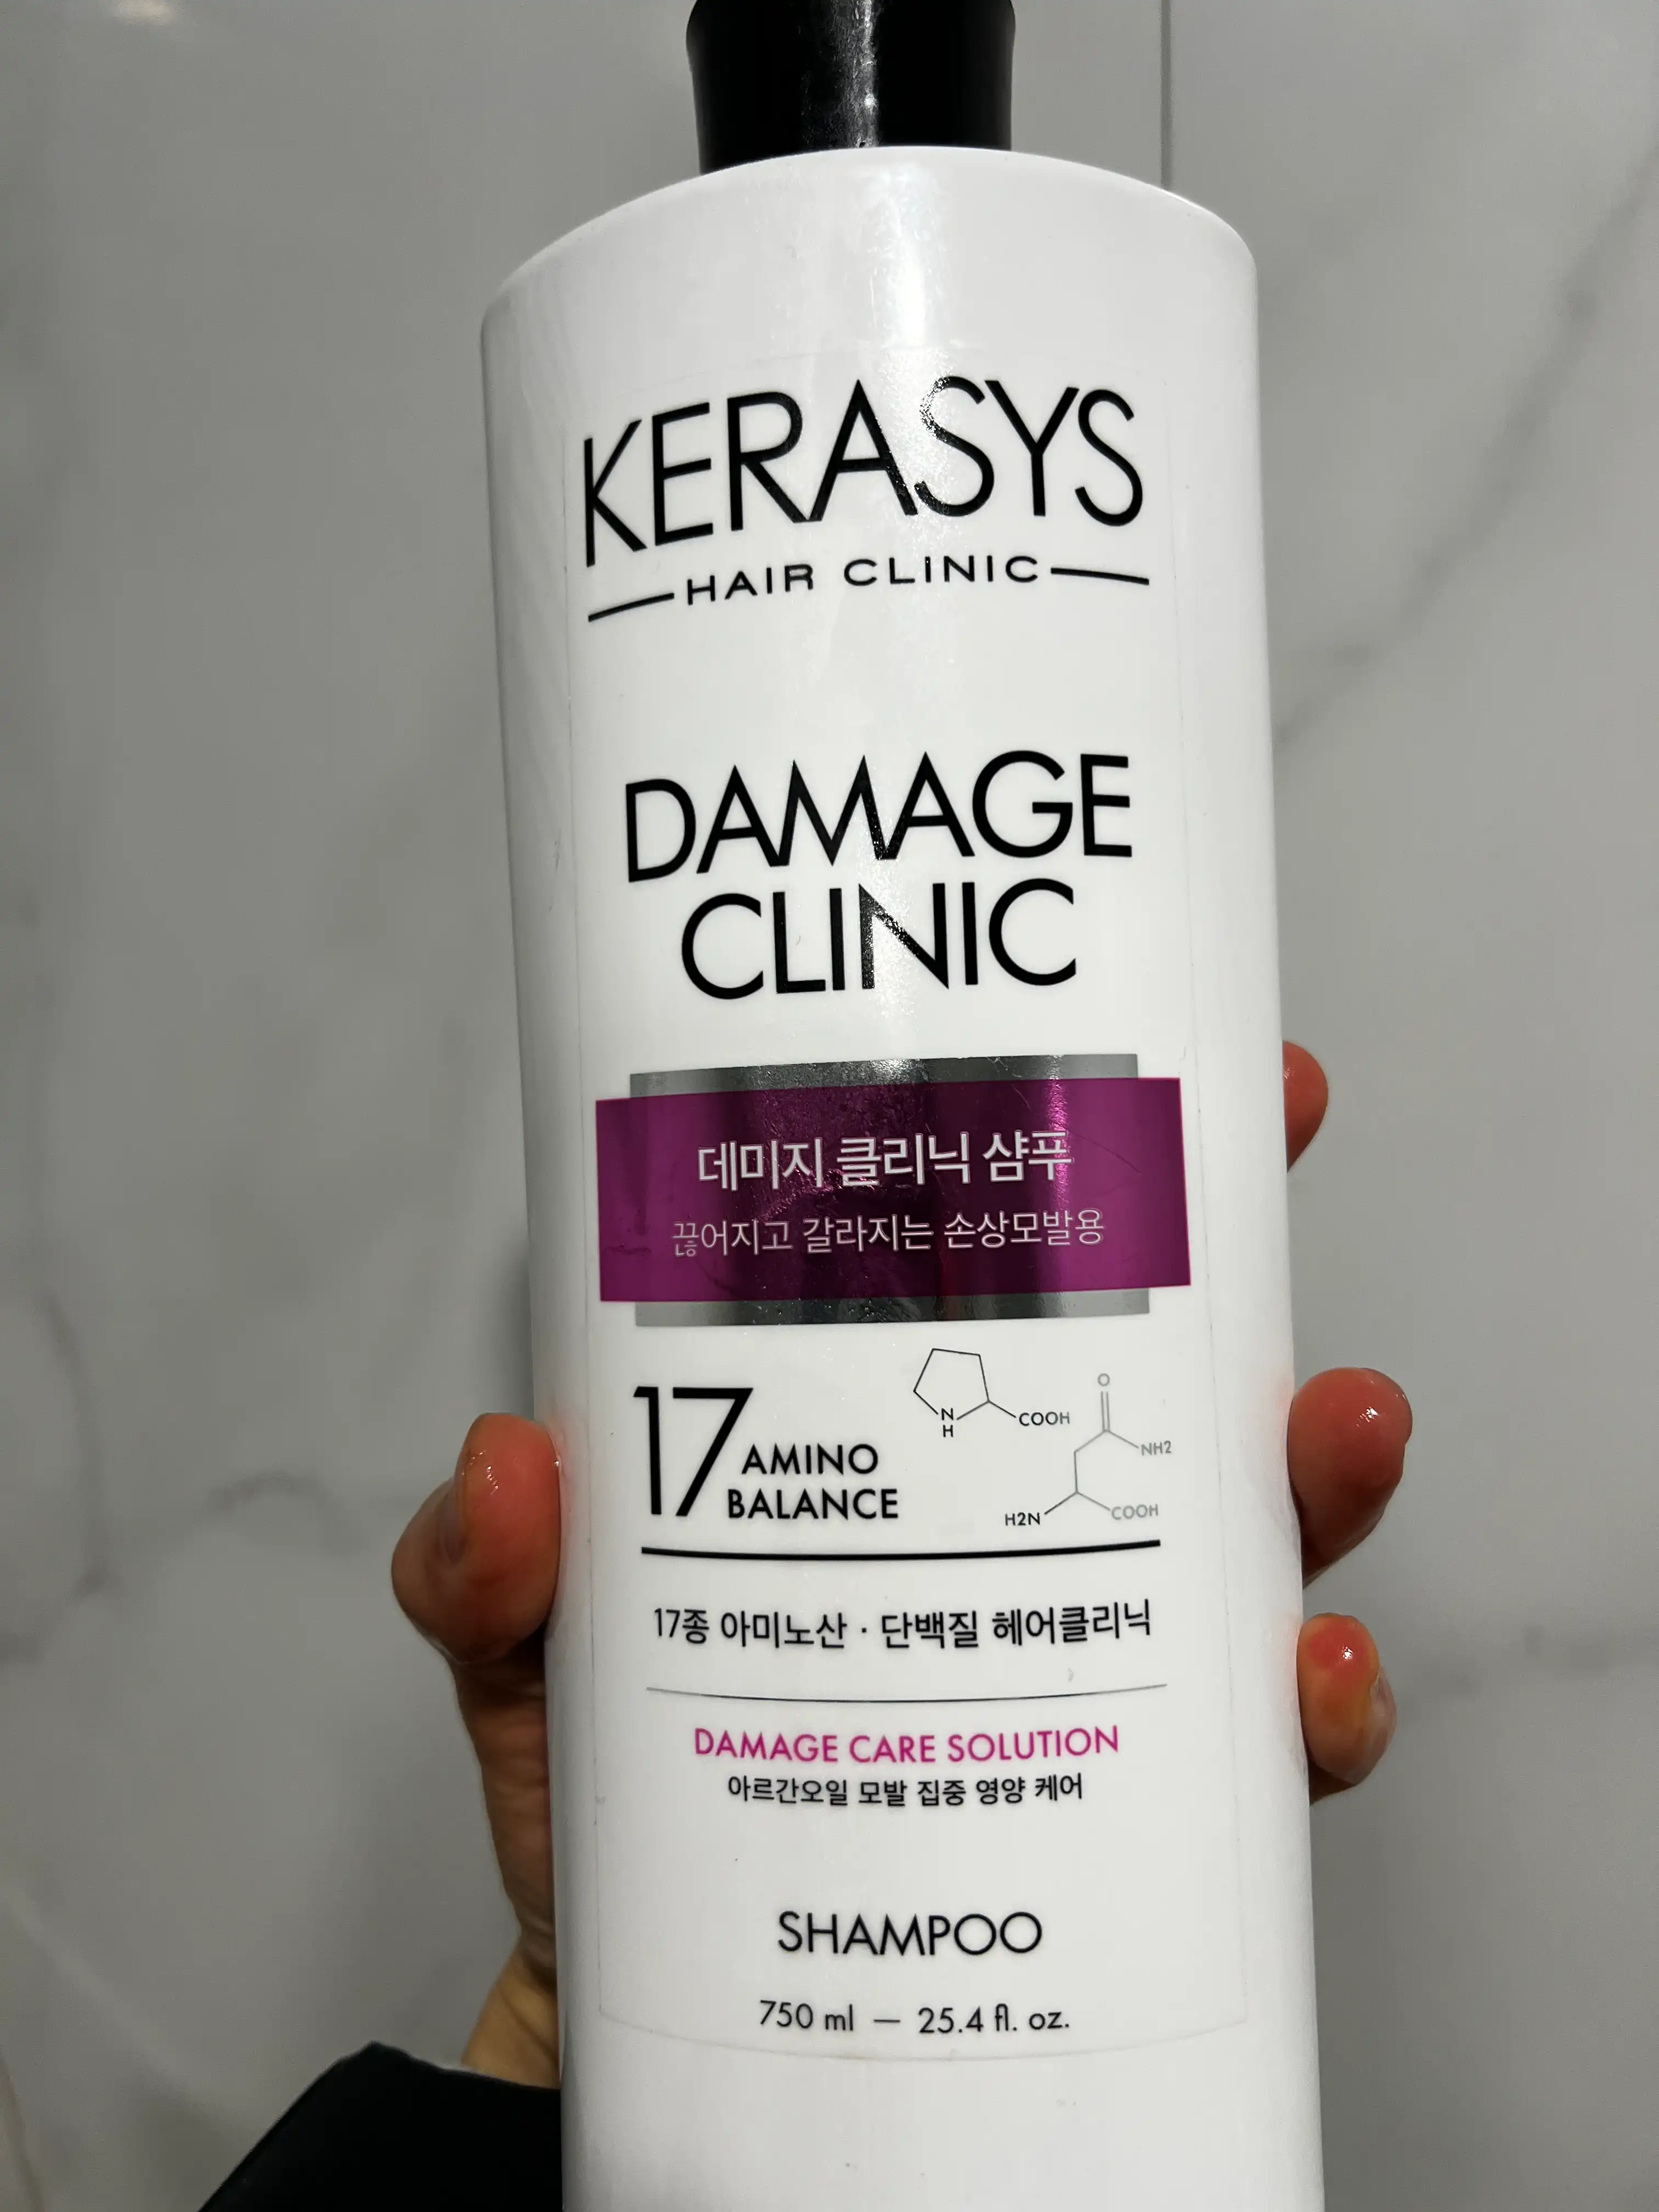 KERASYS
HAIR CLINIC
DAMAGE
CLINIC
데미지 클리닉 샴푸
끊어지고 갈라지는 손상모발용
17 AMINO
BALANCE
N
H
COOH
O
NH2
H2N
COOH
17종 아미노산 · 단백질 헤어클리닉
DAMAGE CARE SOLUTION
아르간오일 모발 집중 영양 케어
SHAMPOO
750 ml — 25.4 fl. oz.